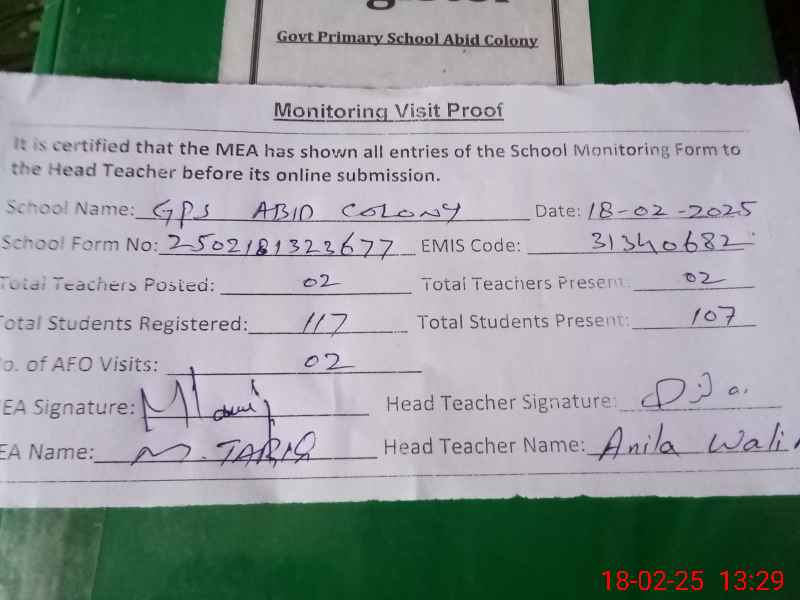 Govt Primary School Abid Colony
Monitoring Visit Proof
It is certified that the MEA has shown all entries of the School Monitoring Form to
the Head Teacher before its online submission.
School Name: GPS ABID COLONY Date: 18-02-2025
School Form No: 2502181323677 EMIS Code: 31340682
Total Teachers Posted: 02 Total Teachers Present: 02
Total Students Registered: 117 Total Students Present: 107
o. of AFO Visits: 02
EA Signature: Head Teacher Signature:
EA Name: M. TARIQ Head Teacher Name: Anila Wali
18-02-25 13:29